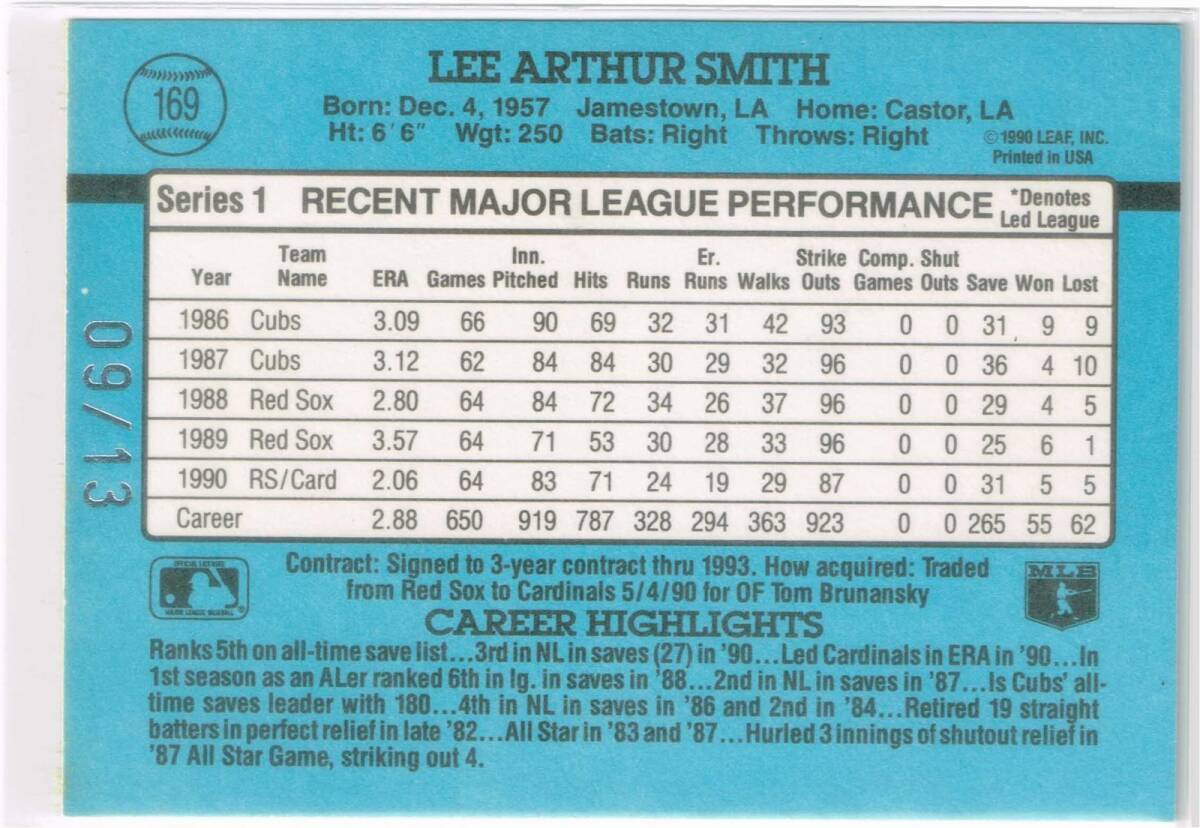 LEE ARTHUR SMITH
169
Born: Dec. 4, 1957 Jamestown, LA Home: Castor, LA
Ht: 6' 6" Wgt: 250 Bats: Right Throws: Right
©1990 LEAF, INC.
Printed in USA
Series 1 RECENT MAJOR LEAGUE PERFORMANCE *Denotes Led League
Year Team Name ERA Games Inn. Pitched Hits Runs Er. Runs Walks Strike Outs Comp. Games Shut Outs Save Won Lost
1986 Cubs 3.09 66 90 69 32 31 42 93 0 0 31 9 9
1987 Cubs 3.12 62 84 84 30 29 32 96 0 0 36 4 10
1988 Red Sox 2.80 64 84 72 34 26 37 96 0 0 29 4 5
1989 Red Sox 3.57 64 71 53 30 28 33 96 0 0 25 6 1
1990 RS/Card 2.06 64 83 71 24 19 29 87 0 0 31 5 5
Career 2.88 650 919 787 328 294 363 923 0 0 265 55 62
09/13
Contract: Signed to 3-year contract thru 1993. How acquired: Traded
from Red Sox to Cardinals 5/4/90 for OF Tom Brunansky
OFFICIAL LICENSEE
MAJOR LEAGUE BASEBALL
MLB
CAREER HIGHLIGHTS
Ranks 5th on all-time save list...3rd in NL in saves (27) in '90...Led Cardinals in ERA in '90...In
1st season as an ALer ranked 6th in lg. in saves in '88...2nd in NL in saves in '87...Is Cubs' all-
time saves leader with 180...4th in NL in saves in '86 and 2nd in '84...Retired 19 straight
batters in perfect relief in late '82...All Star in '83 and '87...Hurled 3 innings of shutout relief in
'87 All Star Game, striking out 4.